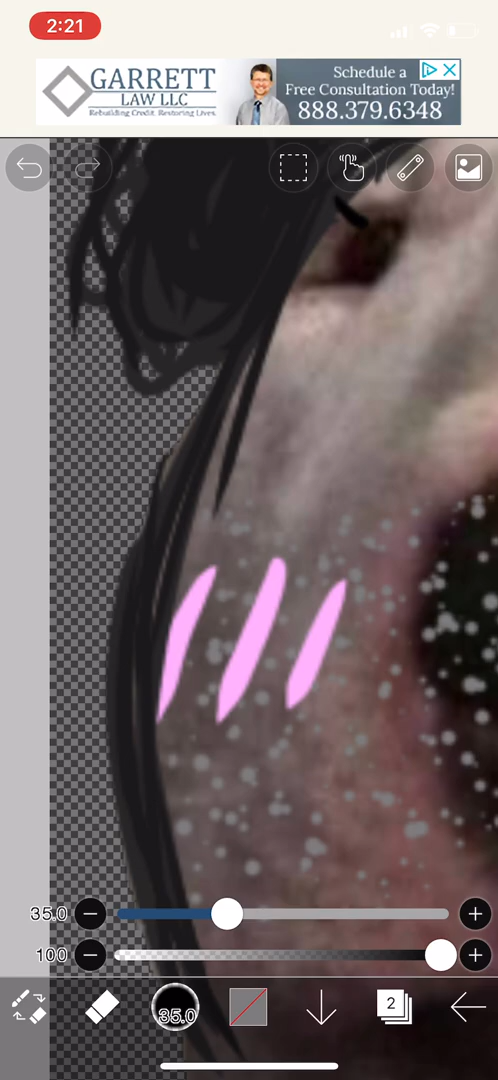 2:21
GARRETT
LAW LLC
Rebuilding Credit. Restoring Lives.
Schedule a
Free Consultation Today!
888.379.6348
35.0
100
35.0
2